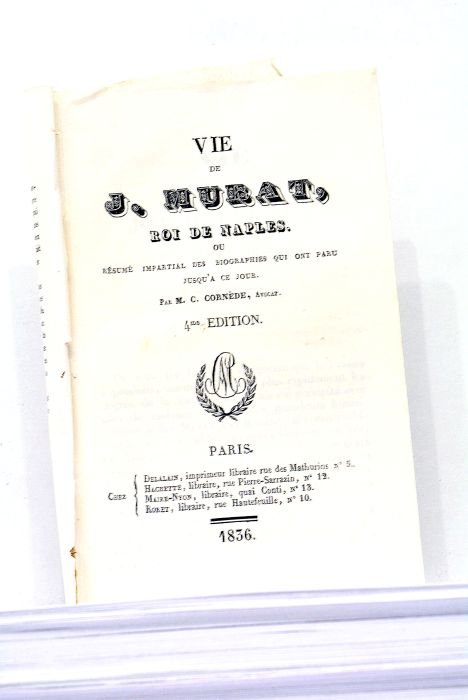 VIE
DE
J. MURAT,
ROI DE NAPLES.
OU
RÉSUMÉ IMPARTIAL DES BIOGRAPHIES QUI ONT PARU
JUSQU'A CE JOUR.
PAR M. C. CORNÈDE, AVOCAT.
4me EDITION.
PARIS.
CHEZ
DELALAIN, imprimeur libraire rue des Mathurins n° 5.
HACHETTE, libraire, rue Pierre-Sarrazin, n° 12.
MAIRE-NYON, libraire, quai Conti, n° 13.
RORET, libraire, rue Hautefeuille, n° 10.
1836.